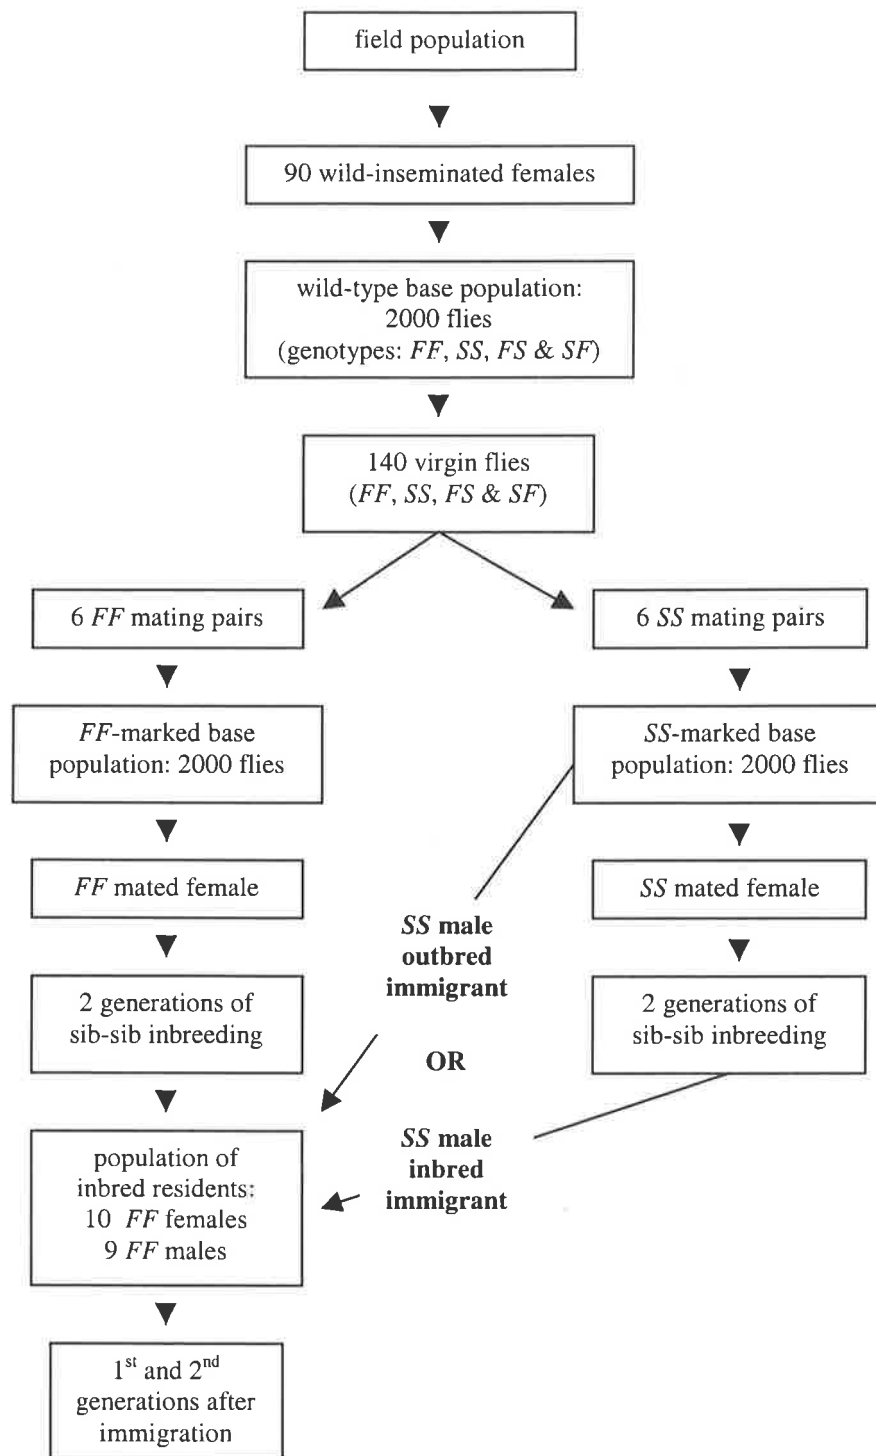 field population
90 wild-inseminated females
wild-type base population:
2000 flies
(genotypes: FF, SS, FS & SF)
140 virgin flies
(FF, SS, FS & SF)
6 FF mating pairs
6 SS mating pairs
FF-marked base
population: 2000 flies
SS-marked base
population: 2000 flies
FF mated female
SS mated female
SS male
outbred
immigrant
2 generations of
sib-sib inbreeding
2 generations of
sib-sib inbreeding
OR
SS male
inbred
immigrant
population of
inbred residents:
10 FF females
9 FF males
1st and 2nd
generations after
immigration